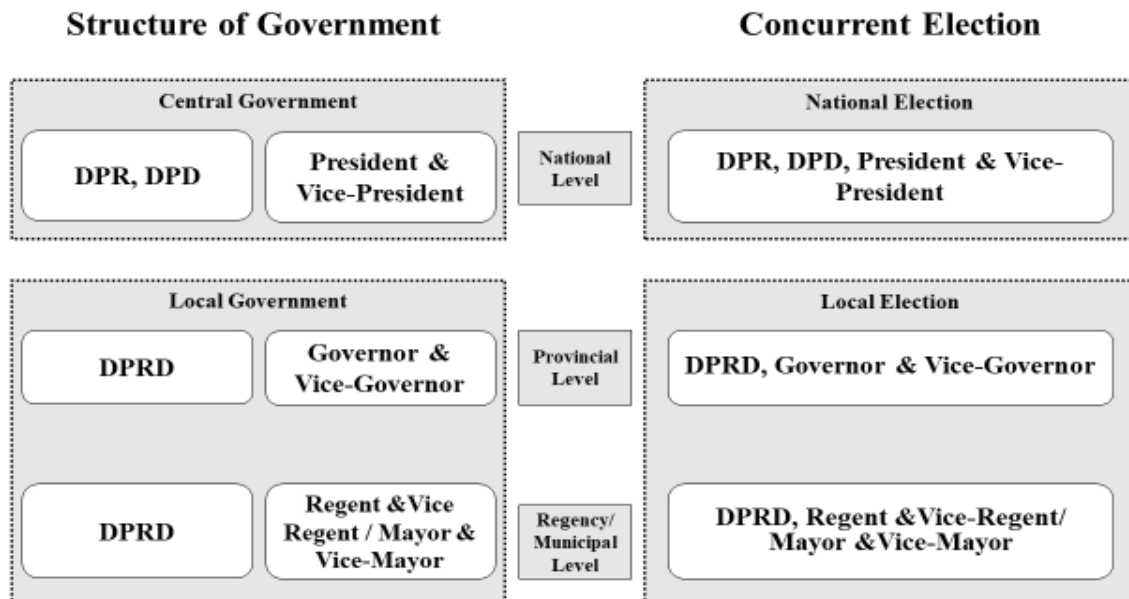 Structure of Government
Concurrent Election
Central Government
National Election
DPR, DPD
President &
Vice-President
National
Level
DPR, DPD, President & Vice-
President
Local Government
Local Election
DPRD
Governor &
Vice-Governor
Provincial
Level
DPRD, Governor & Vice-Governor
DPRD
Regent &Vice
Regent / Mayor &
Vice-Mayor
Regency/
Municipal
Level
DPRD, Regent &Vice-Regent/
Mayor &Vice-Mayor